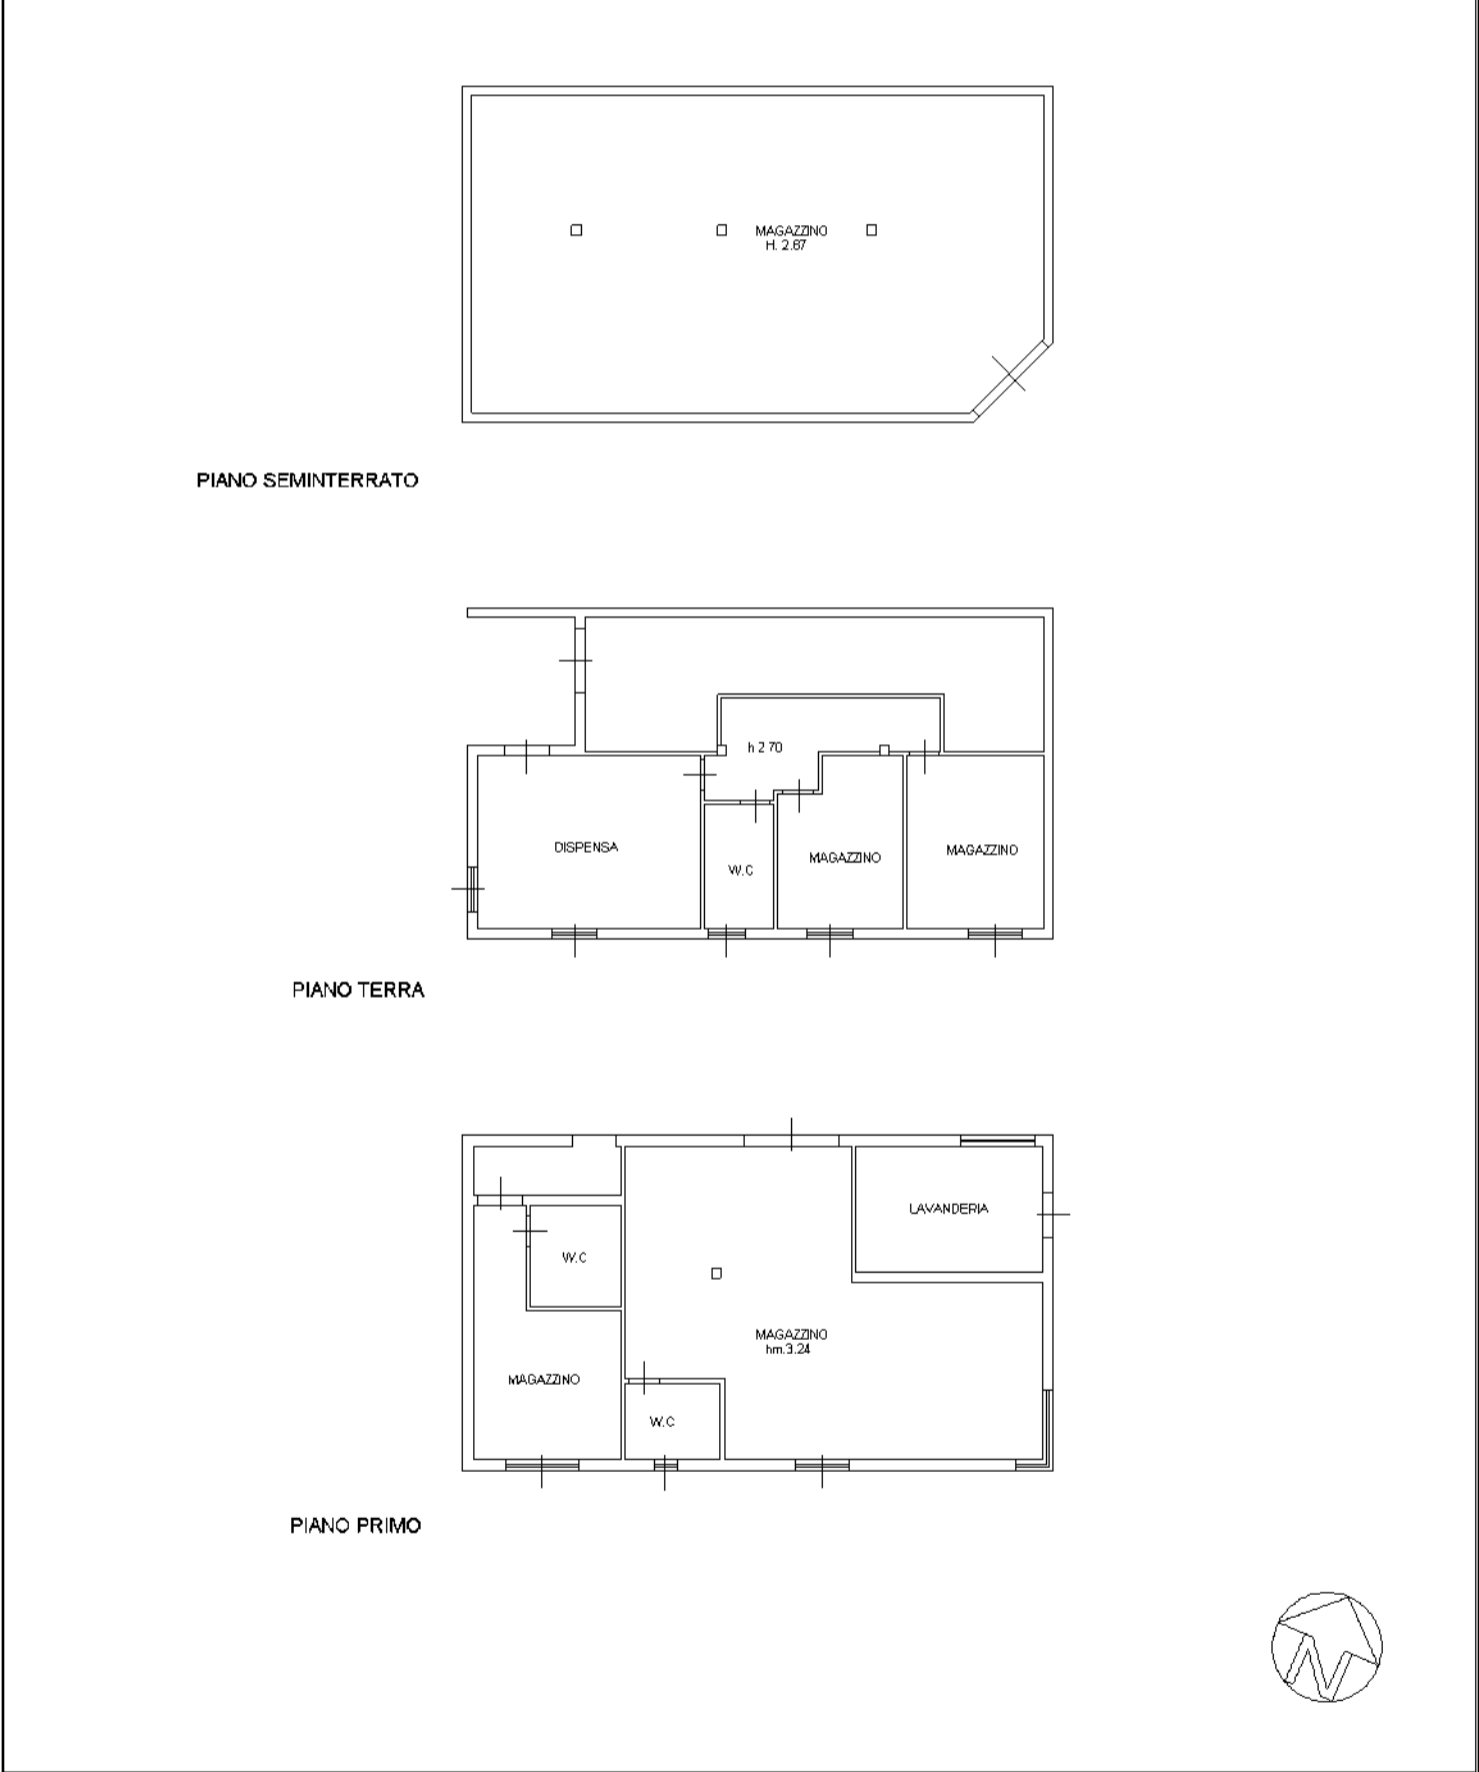 MAGAZZINO
H. 2.67
PIANO SEMINTERRATO
h 2 70
DISPENSA
W.C
MAGAZZINO
MAGAZZINO
PIANO TERRA
LAVANDERIA
W.C
MAGAZZINO
hm.3.24
MAGAZZINO
W.C
PIANO PRIMO
N